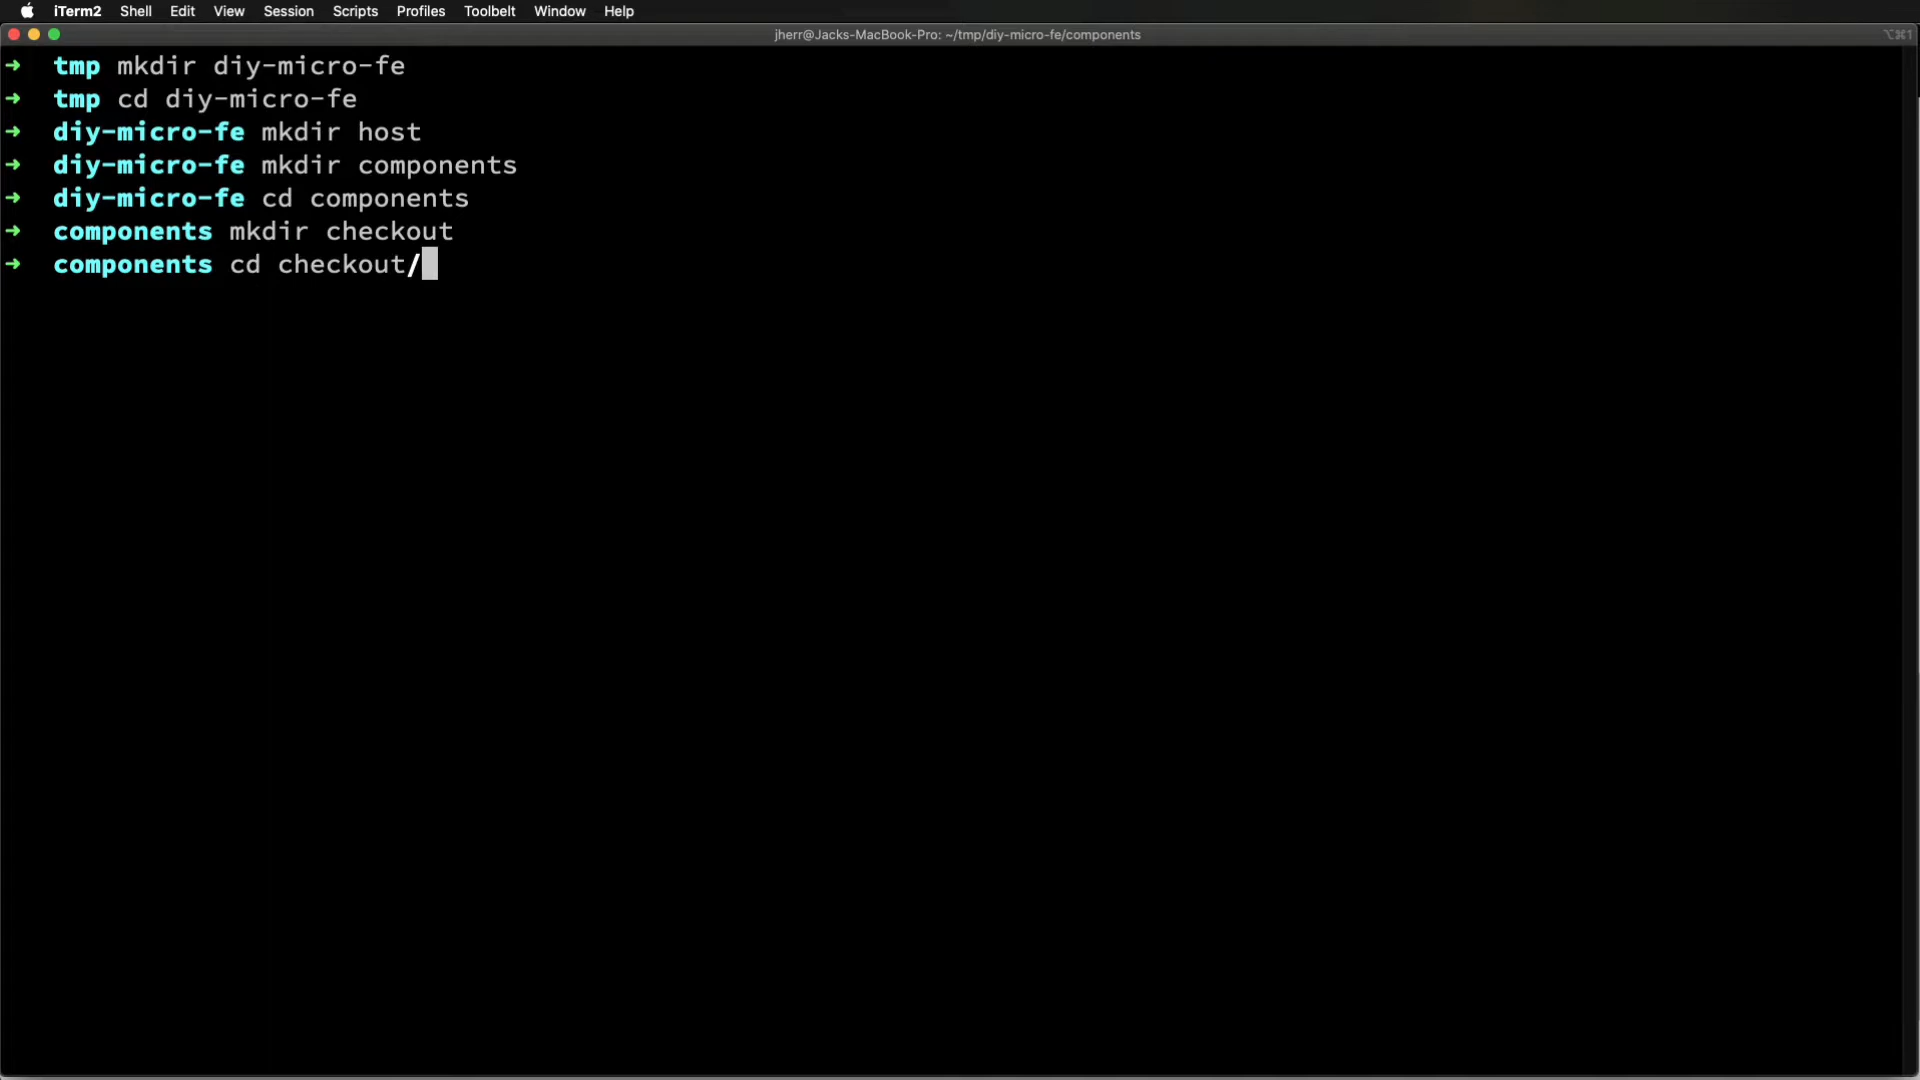 iTerm2 Shell Edit View Session Scripts Profiles Toolbelt Window Help
jherr@Jacks-MacBook-Pro: ~/tmp/diy-micro-fe/components ⌥⌘1
➜ tmp mkdir diy-micro-fe
➜ tmp cd diy-micro-fe
➜ diy-micro-fe mkdir host
➜ diy-micro-fe mkdir components
➜ diy-micro-fe cd components
➜ components mkdir checkout
➜ components cd checkout/